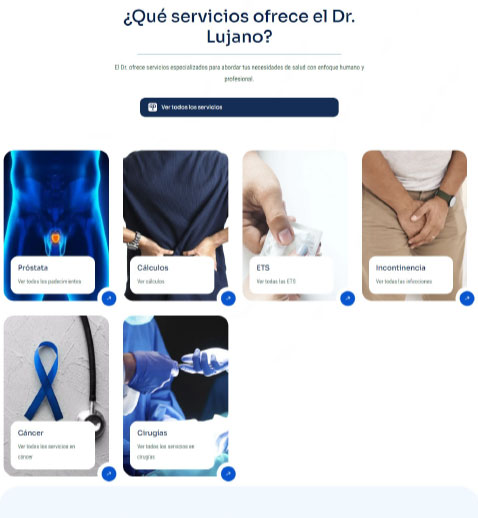 ¿Qué servicios ofrece el Dr.
Lujano?
El Dr. ofrece servicios especializados para abordar tus necesidades de salud con enfoque humano y
profesional.
Ver todos los servicios
Próstata
Ver todos los padecimientos
Cálculos
Ver cálculos
ETS
Ver todas las ETS
Incontinencia
Ver todas las infecciones
Cáncer
Ver todos los servicios en
cáncer
Cirugías
Ver todos los servicios en
cirugías